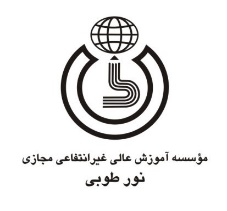 مؤسسه آموزش عالی غیرانتفاعی مجازی
نور طوبی